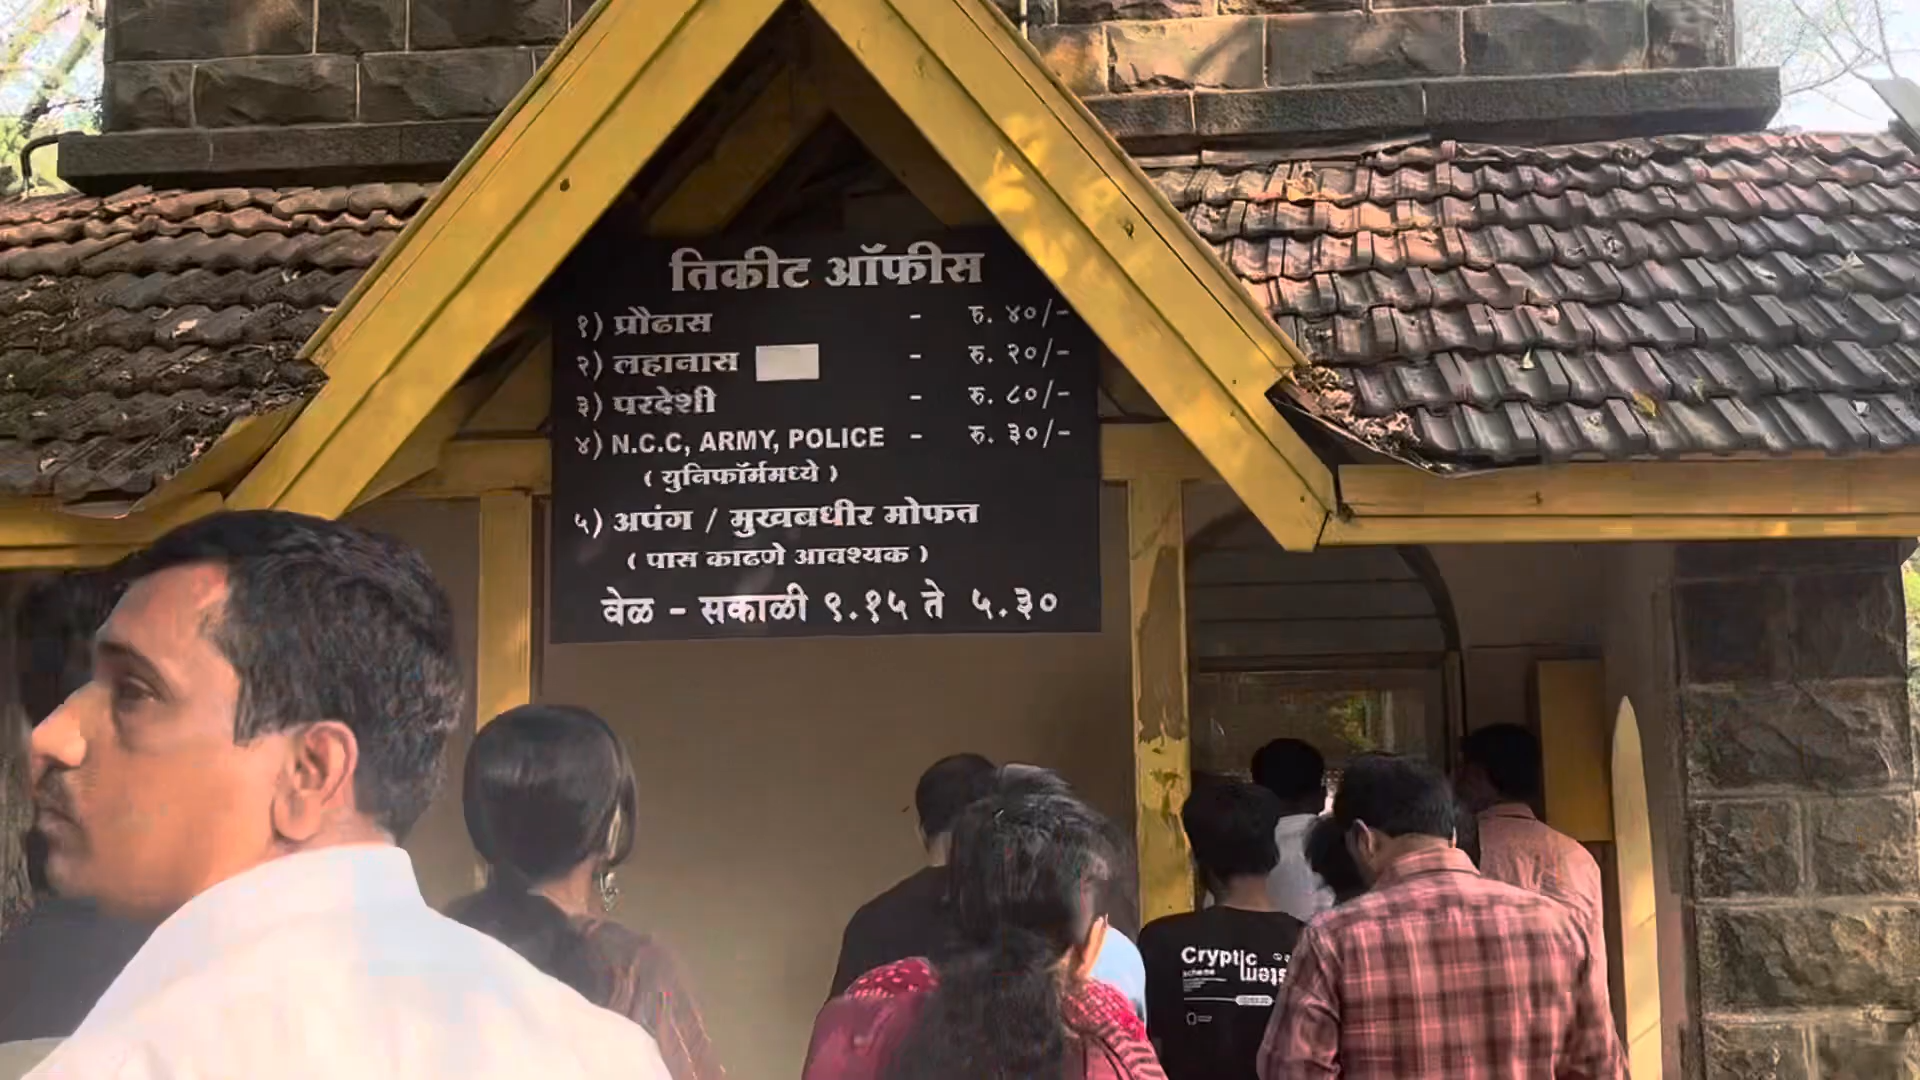 तिकीट ऑफीस
१) प्रौढास - रु. ४०/-
२) लहानास - रु. २०/-
३) परदेशी - रु. ८०/-
४) N.C.C, ARMY, POLICE - रु. ३०/-
( युनिफॉर्ममध्ये )
५) अपंग / मुखबधीर मोफत
( पास काढणे आवश्यक )
वेळ - सकाळी ९.१५ ते ५.३०
Cryptic
scheme